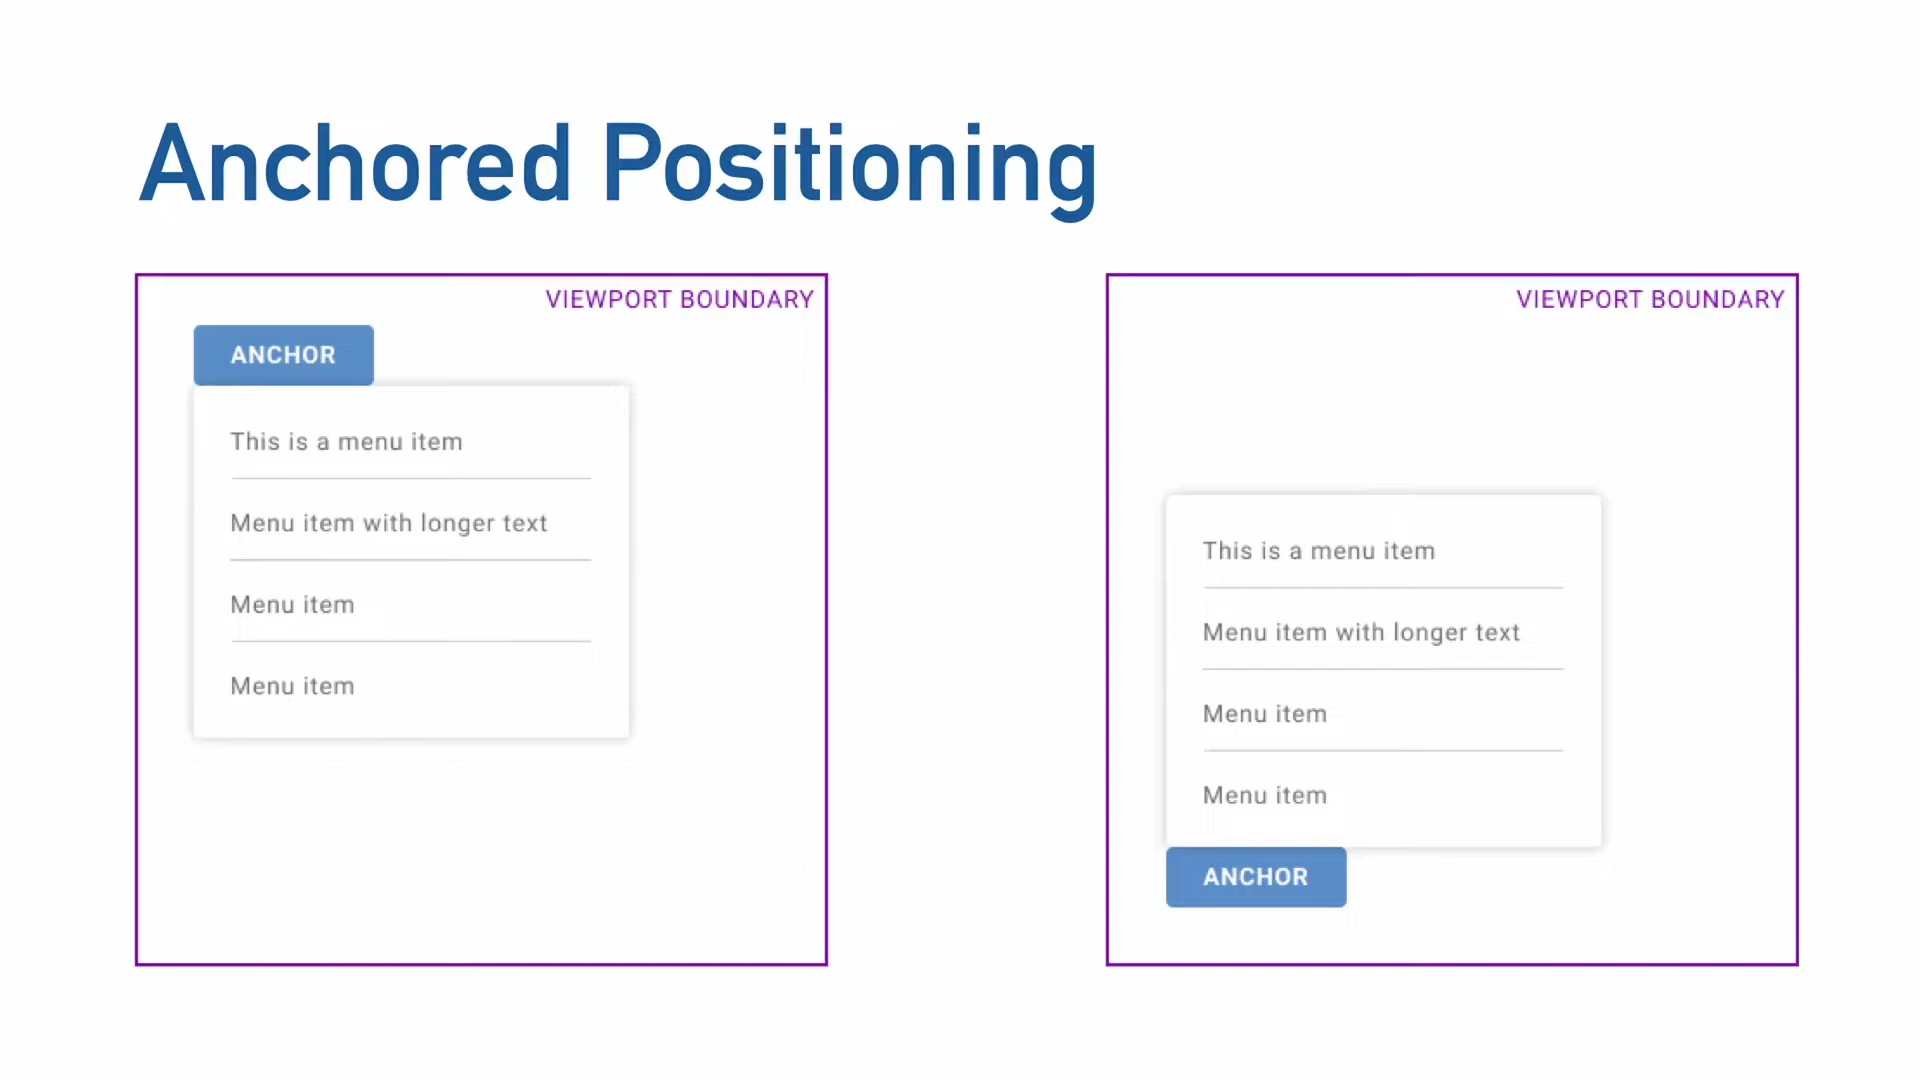 Anchored Positioning
VIEWPORT BOUNDARY
ANCHOR
This is a menu item
Menu item with longer text
Menu item
Menu item
VIEWPORT BOUNDARY
This is a menu item
Menu item with longer text
Menu item
Menu item
ANCHOR